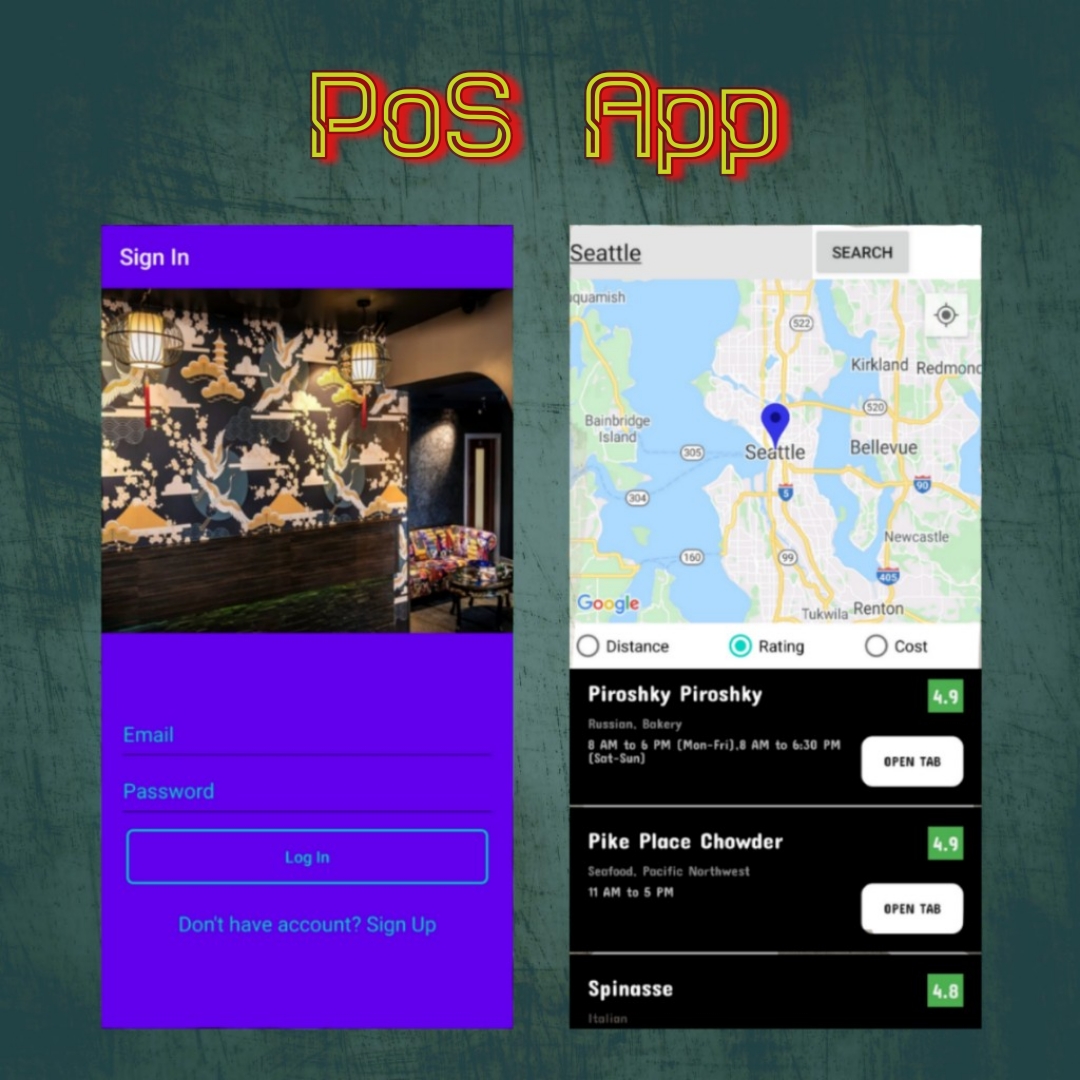 PoS App
Sign In
Email
Password
Log In
Don't have account? Sign Up
Seattle
SEARCH
quamish
522
Kirkland
Redmond
520
Bainbridge
Island
305
Seattle
Bellevue
304
5
90
Newcastle
160
99
405
Google
Tukwila
Renton
Distance
Rating
Cost
Piroshky Piroshky
4.9
Russian, Bakery
8 AM to 6 PM (Mon-Fri),8 AM to 6:30 PM
(Sat-Sun)
OPEN TAB
Pike Place Chowder
4.9
Seafood, Pacific Northwest
11 AM to 5 PM
OPEN TAB
Spinasse
4.8
Italian